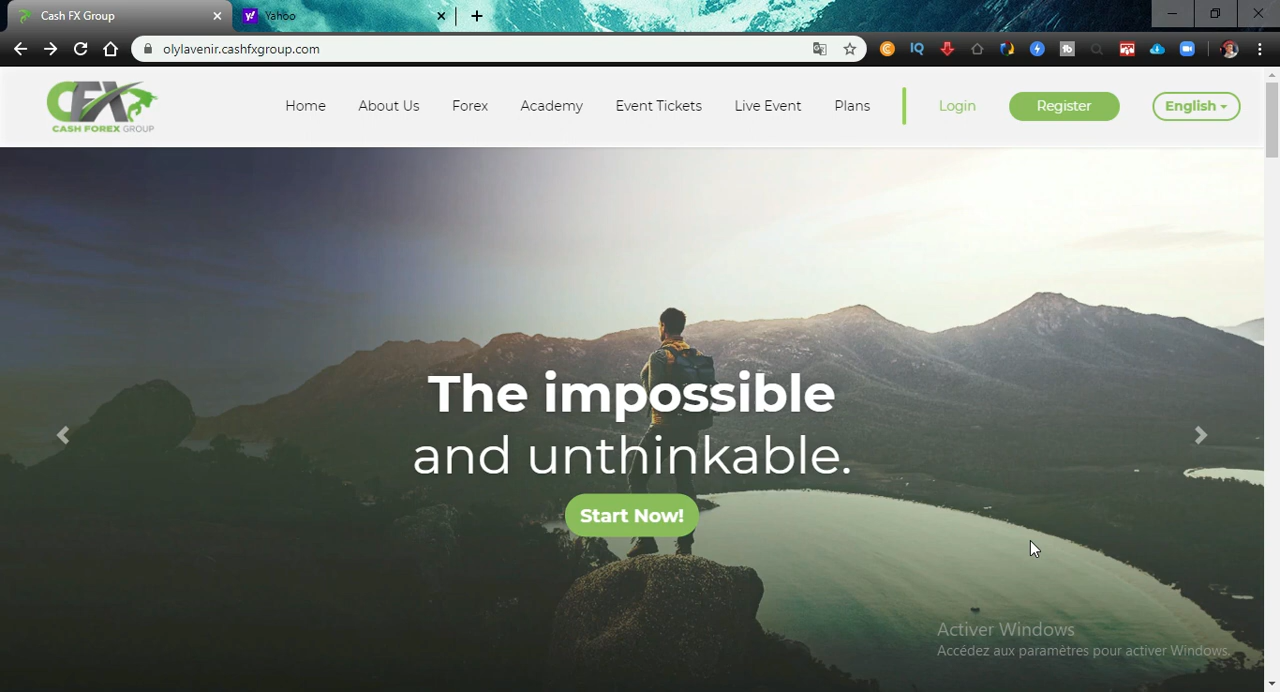 Cash FX Group
Yahoo
olylavenir.cashfxgroup.com
CFX
CASH FOREX GROUP
Home
About Us
Forex
Academy
Event Tickets
Live Event
Plans
Login
Register
English
The impossible
and unthinkable.
Start Now!
Activer Windows
Accédez aux paramètres pour activer Windows.